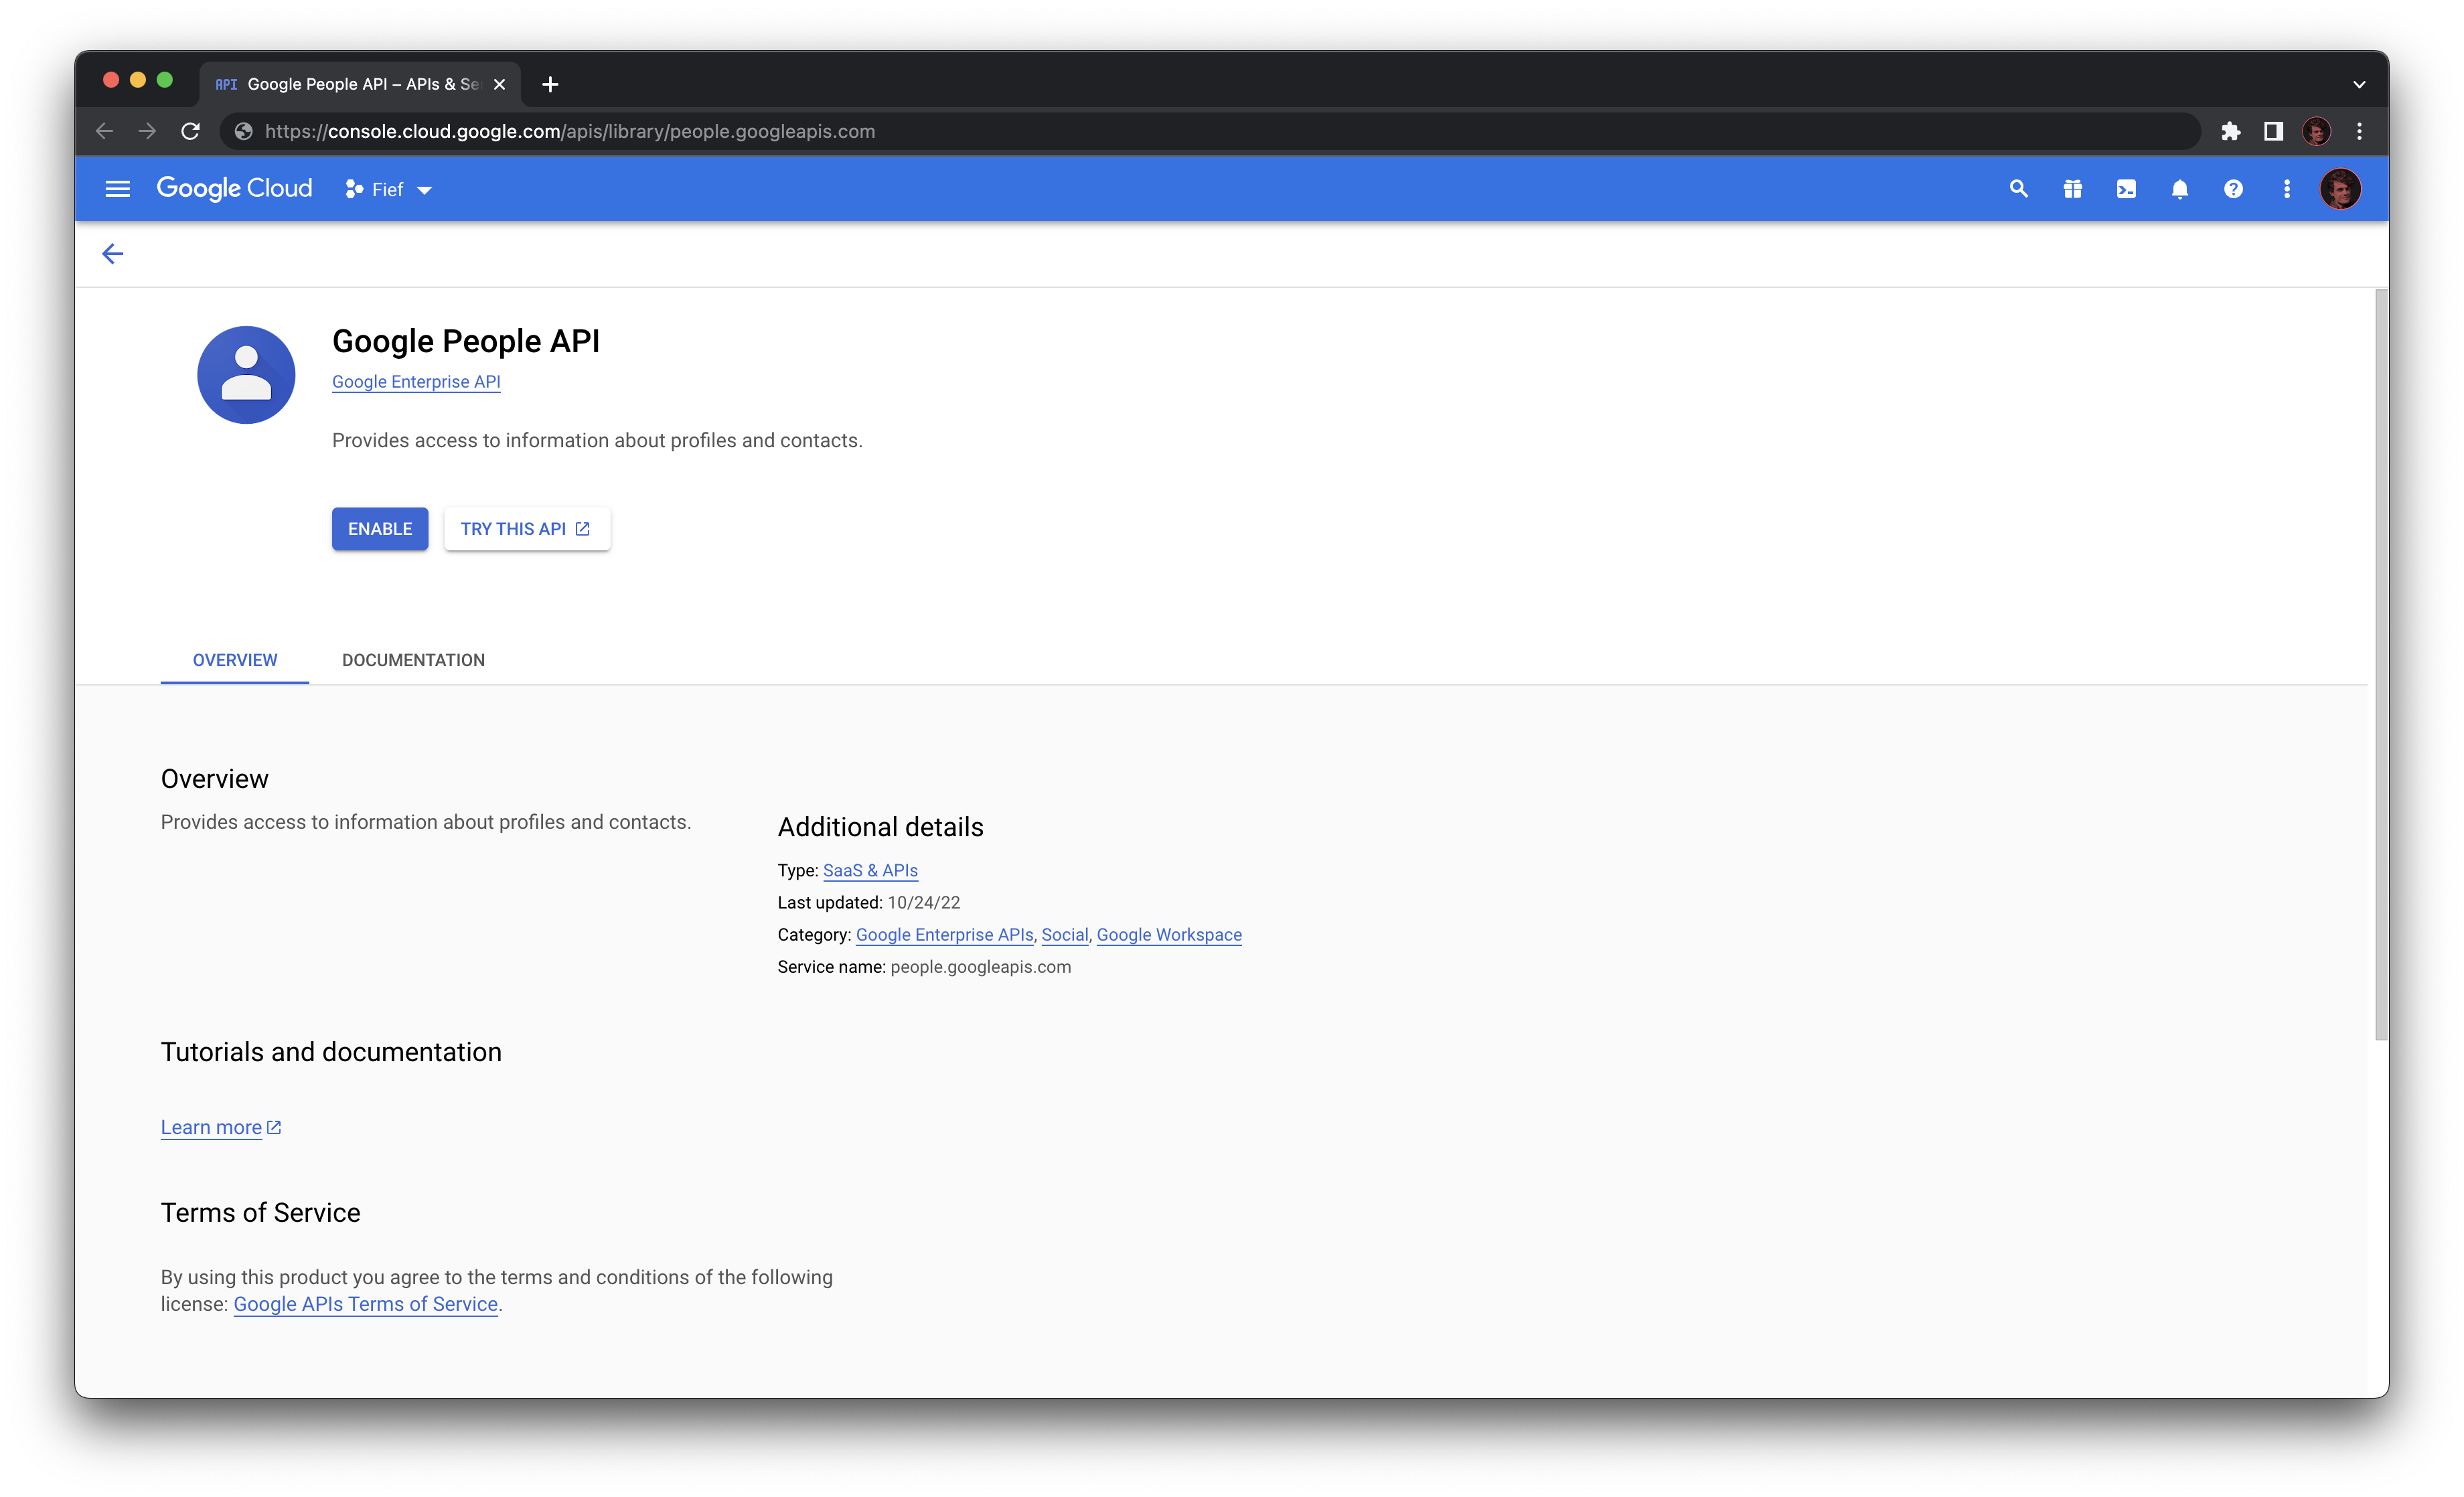 API Google People API – APIs & Se
https://console.cloud.google.com/apis/library/people.googleapis.com
Google Cloud Fief
Google People API
Google Enterprise API
Provides access to information about profiles and contacts.
ENABLE TRY THIS API
OVERVIEW DOCUMENTATION
Overview
Provides access to information about profiles and contacts.
Additional details
Type: SaaS & APIs
Last updated: 10/24/22
Category: Google Enterprise APIs, Social, Google Workspace
Service name: people.googleapis.com
Tutorials and documentation
Learn more
Terms of Service
By using this product you agree to the terms and conditions of the following
license: Google APIs Terms of Service.